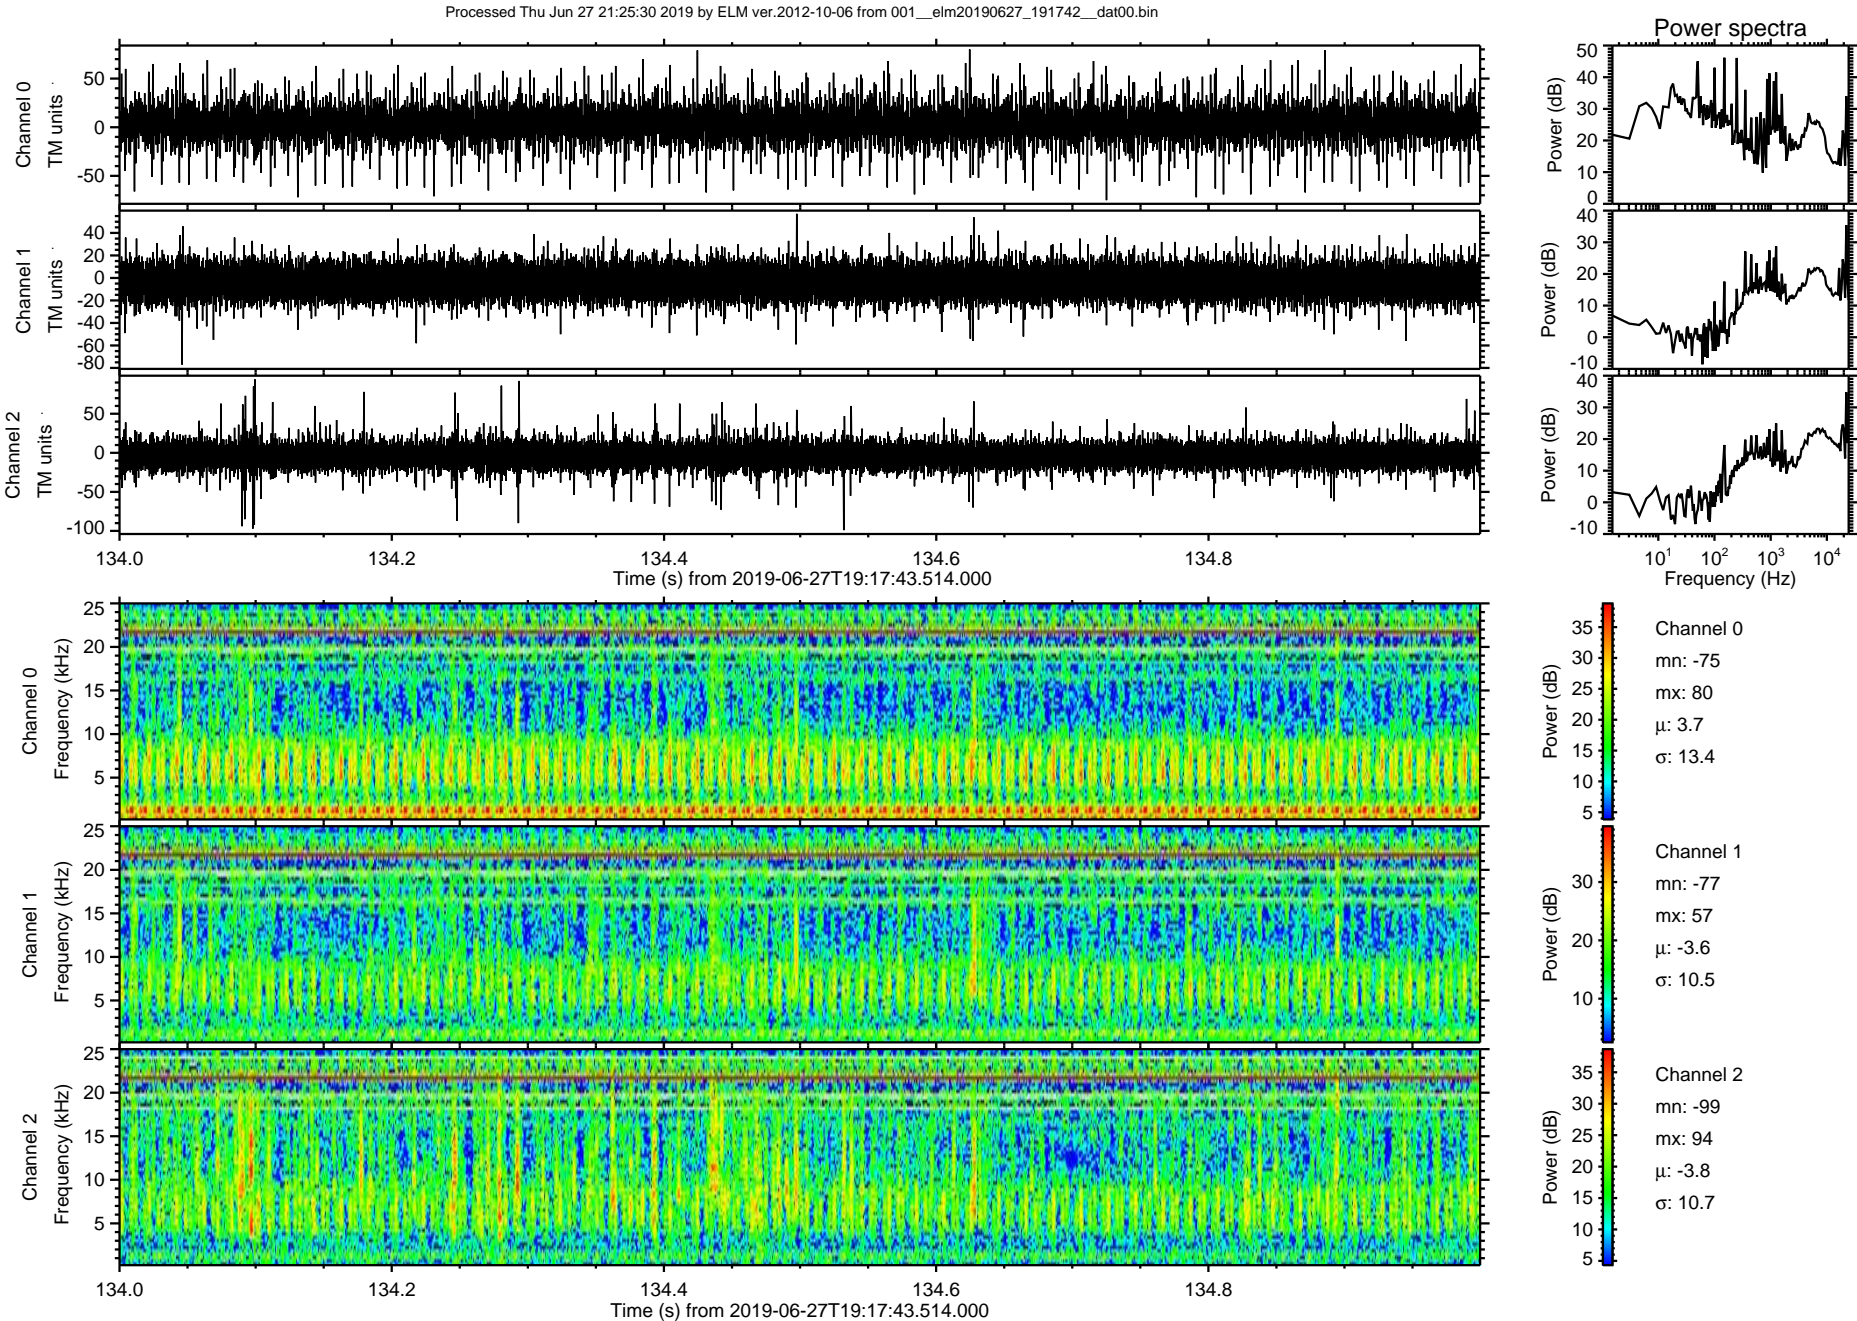 Processed Thu Jun 27 21:25:30 2019 by ELM ver.2012-10-06 from 001__elm20190627_191742__dat00.bin
Power spectra
Channel 0
TM units
50
0
-50
Power (dB)
50
40
30
20
10
0
Channel 1
TM units
40
20
0
-20
-40
-60
-80
Power (dB)
40
30
20
10
0
-10
Channel 2
TM units
50
0
-50
-100
Power (dB)
40
30
20
10
0
-10
134.0 134.2 134.4 134.6 134.8
Time (s) from 2019-06-27T19:17:43.514.000
10¹ 10² 10³ 10⁴
Frequency (Hz)
Channel 0
Frequency (kHz)
25
20
15
10
5
Power (dB)
35
30
25
20
15
10
5
Channel 0
mn: -75
mx: 80
μ: 3.7
σ: 13.4
Channel 1
Frequency (kHz)
25
20
15
10
5
Power (dB)
30
20
10
Channel 1
mn: -77
mx: 57
μ: -3.6
σ: 10.5
Channel 2
Frequency (kHz)
25
20
15
10
5
Power (dB)
35
30
25
20
15
10
5
Channel 2
mn: -99
mx: 94
μ: -3.8
σ: 10.7
134.0 134.2 134.4 134.6 134.8
Time (s) from 2019-06-27T19:17:43.514.000